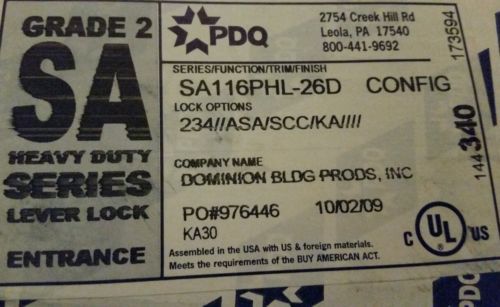 GRADE 2
SA
HEAVY DUTY
SERIES
LEVER LOCK
ENTRANCE
PDQ
2754 Creek Hill Rd
Leola, PA 17540
800-441-9692
SERIES/FUNCTION/TRIM/FINISH
SA116PHL-26D CONFIG
LOCK OPTIONS
234//ASA/SCC/KA////
COMPANY NAME
DOMINION BLDG PRODS, INC
PO#976446 10/02/09
KA30
Assembled in the USA with US & foreign materials.
Meets the requirements of the BUY AMERICAN ACT.
173594
144340
C UL US
PDQ